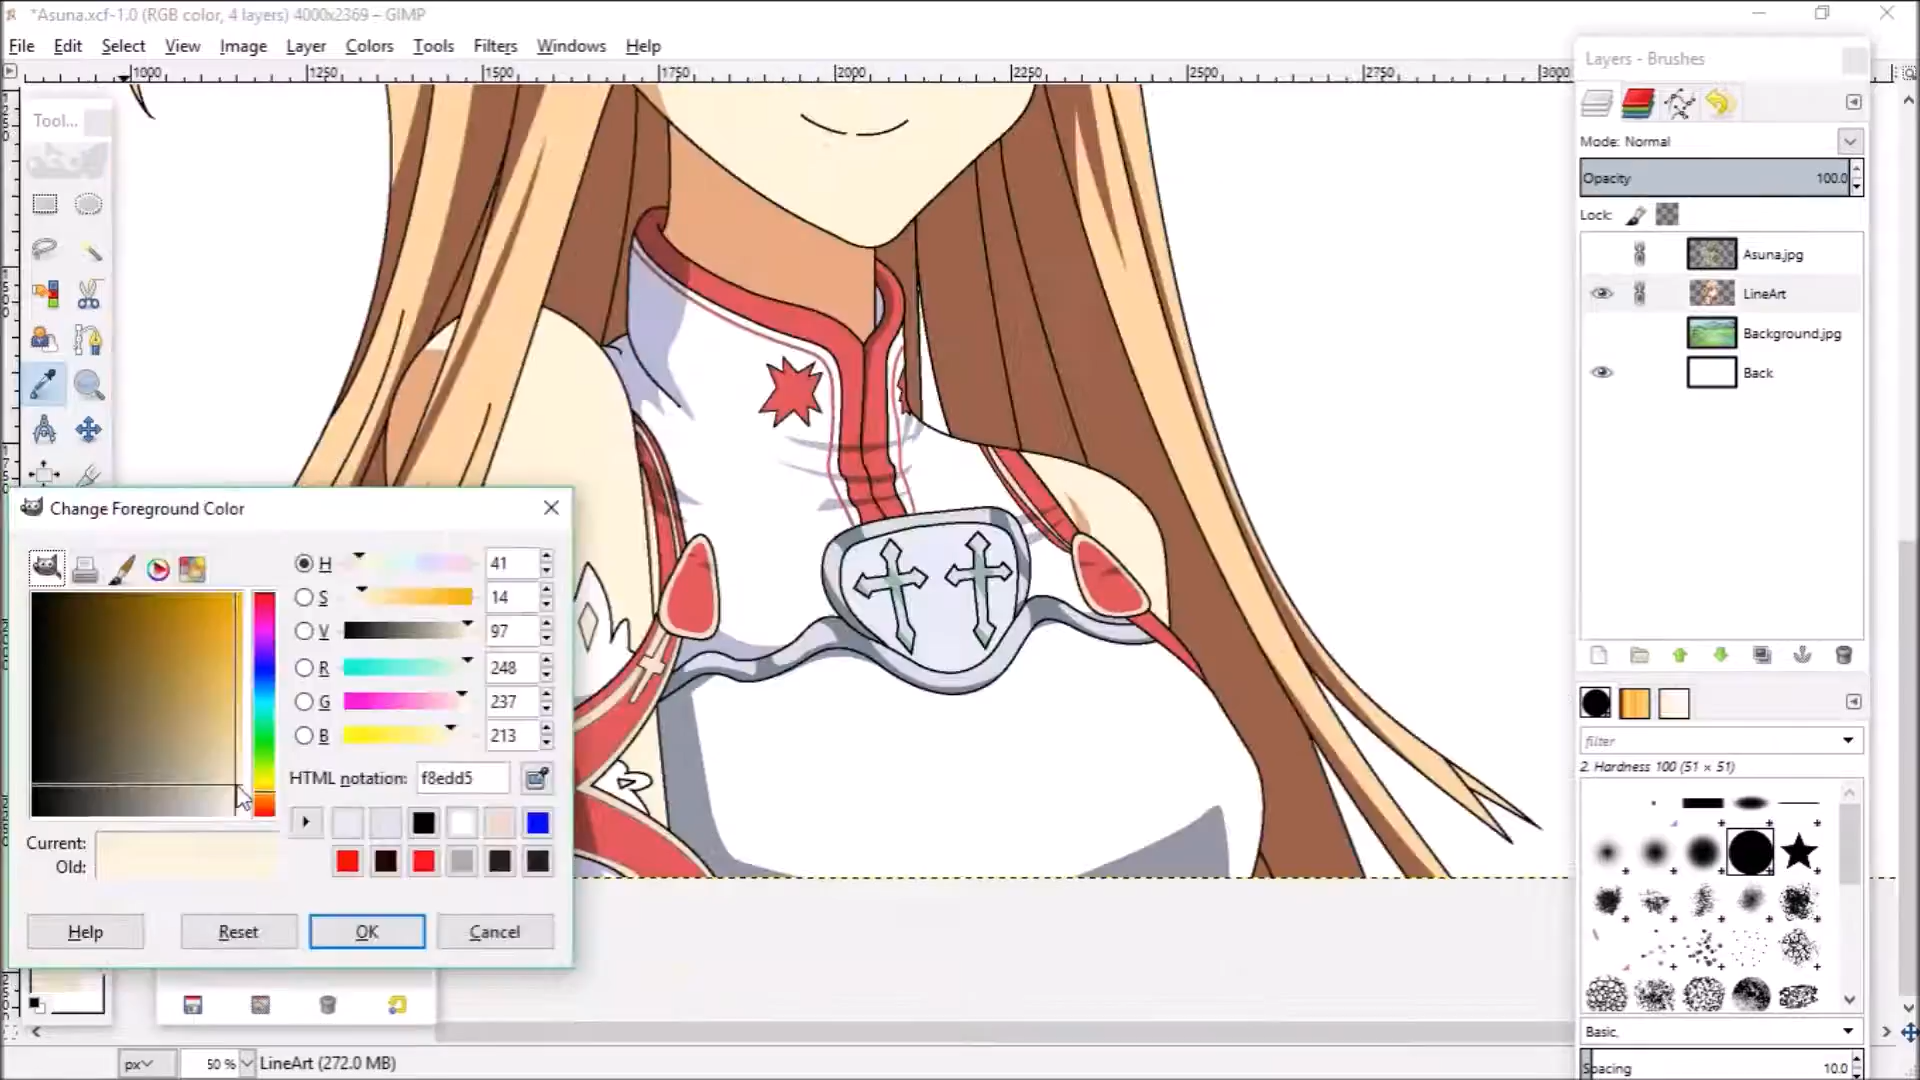 *Asuna.xcf-1.0 (RGB color, 4 layers) 4000x2369 – GIMP
File Edit Select View Image Layer Colors Tools Filters Windows Help
1000 1250 1500 1750 2000 2250 2500 2750 3000
Tool...
Layers - Brushes
Mode: Normal
Opacity 100.0
Lock:
Asuna.jpg
LineArt
Background.jpg
Back
Change Foreground Color
H 41
S 14
V 97
R 248
G 237
B 213
HTML notation: f8edd5
Current:
Old:
Help Reset OK Cancel
filter
2. Hardness 100 (51 × 51)
Basic,
Spacing 10.0
px 50 % LineArt (272.0 MB)